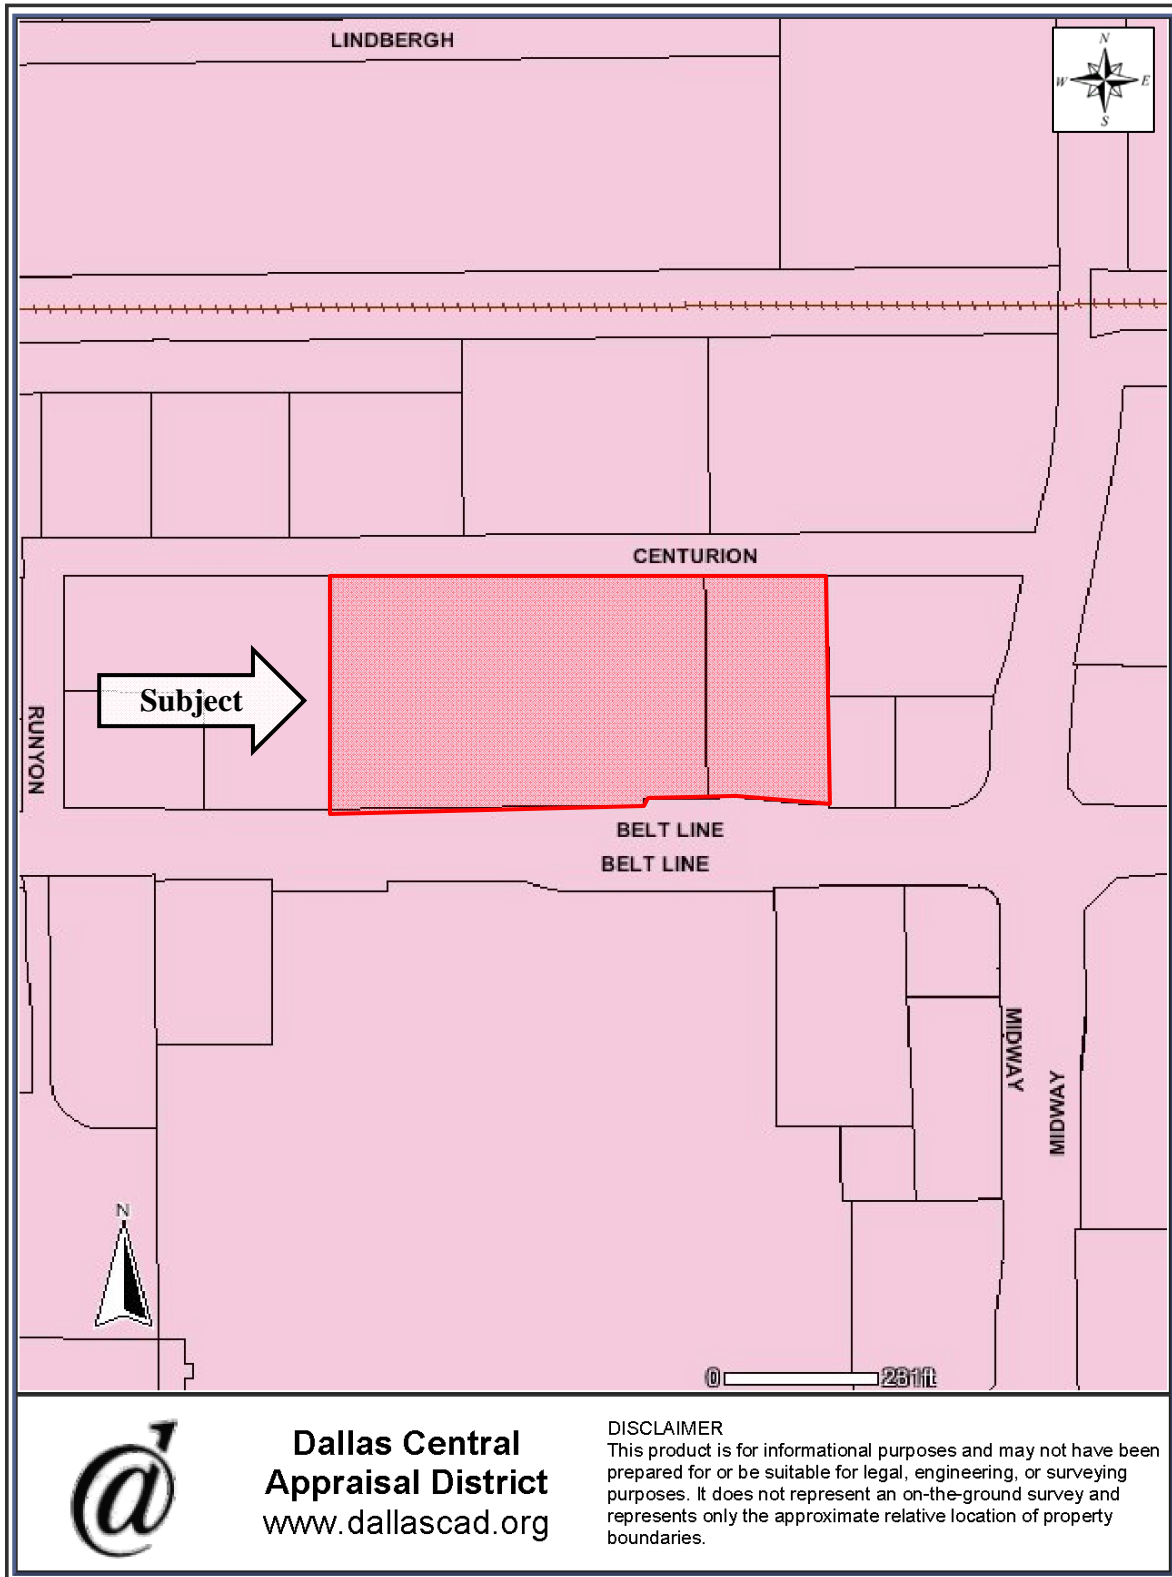 LINDBERGH
N
W E
S
CENTURION
Subject
RUNYON
BELT LINE
BELT LINE
MIDWAY
MIDWAY
N
0 281ft
Dallas Central
Appraisal District
www.dallascad.org
DISCLAIMER
This product is for informational purposes and may not have been
prepared for or be suitable for legal, engineering, or surveying
purposes. It does not represent an on-the-ground survey and
represents only the approximate relative location of property
boundaries.